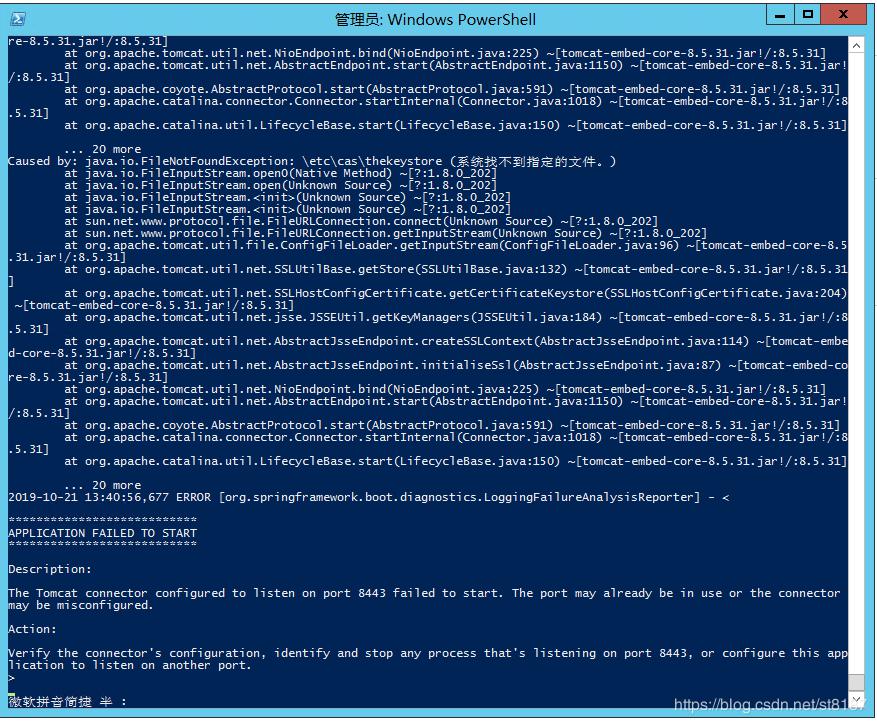 管理员: Windows PowerShell
re-8.5.31.jar!/:8.5.31]
at org.apache.tomcat.util.net.NioEndpoint.bind(NioEndpoint.java:225) ~[tomcat-embed-core-8.5.31.jar!/:8.5.31]
at org.apache.tomcat.util.net.AbstractEndpoint.start(AbstractEndpoint.java:1150) ~[tomcat-embed-core-8.5.31.jar!
/:8.5.31]
at org.apache.coyote.AbstractProtocol.start(AbstractProtocol.java:591) ~[tomcat-embed-core-8.5.31.jar!/:8.5.31]
at org.apache.catalina.connector.Connector.startInternal(Connector.java:1018) ~[tomcat-embed-core-8.5.31.jar!/:8
.5.31]
at org.apache.catalina.util.LifecycleBase.start(LifecycleBase.java:150) ~[tomcat-embed-core-8.5.31.jar!/:8.5.31]
... 20 more
Caused by: java.io.FileNotFoundException: \etc\cas\thekeystore (系统找不到指定的文件。)
at java.io.FileInputStream.open0(Native Method) ~[?:1.8.0_202]
at java.io.FileInputStream.open(Unknown Source) ~[?:1.8.0_202]
at java.io.FileInputStream.<init>(Unknown Source) ~[?:1.8.0_202]
at java.io.FileInputStream.<init>(Unknown Source) ~[?:1.8.0_202]
at sun.net.www.protocol.file.FileURLConnection.connect(Unknown Source) ~[?:1.8.0_202]
at sun.net.www.protocol.file.FileURLConnection.getInputStream(Unknown Source) ~[?:1.8.0_202]
at org.apache.tomcat.util.file.ConfigFileLoader.getInputStream(ConfigFileLoader.java:96) ~[tomcat-embed-core-8.5
.31.jar!/:8.5.31]
at org.apache.tomcat.util.net.SSLUtilBase.getStore(SSLUtilBase.java:132) ~[tomcat-embed-core-8.5.31.jar!/:8.5.31
]
at org.apache.tomcat.util.net.SSLHostConfigCertificate.getCertificateKeystore(SSLHostConfigCertificate.java:204)
~[tomcat-embed-core-8.5.31.jar!/:8.5.31]
at org.apache.tomcat.util.net.jsse.JSSEUtil.getKeyManagers(JSSEUtil.java:184) ~[tomcat-embed-core-8.5.31.jar!/:8
.5.31]
at org.apache.tomcat.util.net.AbstractJsseEndpoint.createSSLContext(AbstractJsseEndpoint.java:114) ~[tomcat-embe
d-core-8.5.31.jar!/:8.5.31]
at org.apache.tomcat.util.net.AbstractJsseEndpoint.initialiseSsl(AbstractJsseEndpoint.java:87) ~[tomcat-embed-co
re-8.5.31.jar!/:8.5.31]
at org.apache.tomcat.util.net.NioEndpoint.bind(NioEndpoint.java:225) ~[tomcat-embed-core-8.5.31.jar!/:8.5.31]
at org.apache.tomcat.util.net.AbstractEndpoint.start(AbstractEndpoint.java:1150) ~[tomcat-embed-core-8.5.31.jar!
/:8.5.31]
at org.apache.coyote.AbstractProtocol.start(AbstractProtocol.java:591) ~[tomcat-embed-core-8.5.31.jar!/:8.5.31]
at org.apache.catalina.connector.Connector.startInternal(Connector.java:1018) ~[tomcat-embed-core-8.5.31.jar!/:8
.5.31]
at org.apache.catalina.util.LifecycleBase.start(LifecycleBase.java:150) ~[tomcat-embed-core-8.5.31.jar!/:8.5.31]
... 20 more
2019-10-21 13:40:56,677 ERROR [org.springframework.boot.diagnostics.LoggingFailureAnalysisReporter] - <
***************************
APPLICATION FAILED TO START
***************************
Description:
The Tomcat connector configured to listen on port 8443 failed to start. The port may already be in use or the connector
may be misconfigured.
Action:
Verify the connector's configuration, identify and stop any process that's listening on port 8443, or configure this app
lication to listen on another port.
>
微软拼音简捷 半 :